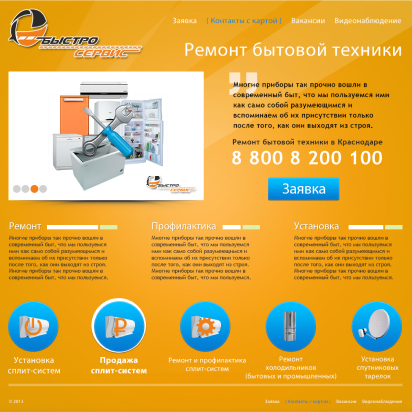 БЫСТРО
СЕРВИС
Заявка | Контакты с картой | Вакансии Видеонаблюдение
Ремонт бытовой техники
Многие приборы так прочно вошли в
современный быт, что мы пользуемся ими
как само собой разумеющимся и
вспоминаем об их присутствии только
после того, как они выходят из строя.
Ремонт бытовой техники в Краснодаре
8 800 8 200 100
Заявка
БЫСТРО
СЕРВИС
Ремонт
Многие приборы так прочно вошли в
современный быт, что мы пользуемся
ими как само собой разумеющимся и
вспоминаем об их присутствии только
после того, как они выходят из строя.
Многие приборы так прочно вошли в
современный быт, что мы пользуемся.
Профилактика
Многие приборы так прочно вошли в
современный быт, что мы пользуемся
ими как само собой разумеющимся и
вспоминаем об их присутствии только
после того, как они выходят из строя.
Многие приборы так прочно вошли в
современный быт, что мы пользуемся.
Установка
Многие приборы так прочно вошли в
современный быт, что мы пользуемся
ими как само собой разумеющимся и
вспоминаем об их присутствии только
после того, как они выходят из строя.
Многие приборы так прочно вошли в
современный быт, что мы пользуемся.
Установка
сплит-систем
Р
Продажа
сплит-систем
Ремонт и профилактика
сплит-систем
Ремонт
холодильников
(бытовых и промышленных)
Установка
спутниковых
тарелок
© 2013
Заявка | Контакты с картой | Вакансии Видеонаблюдение